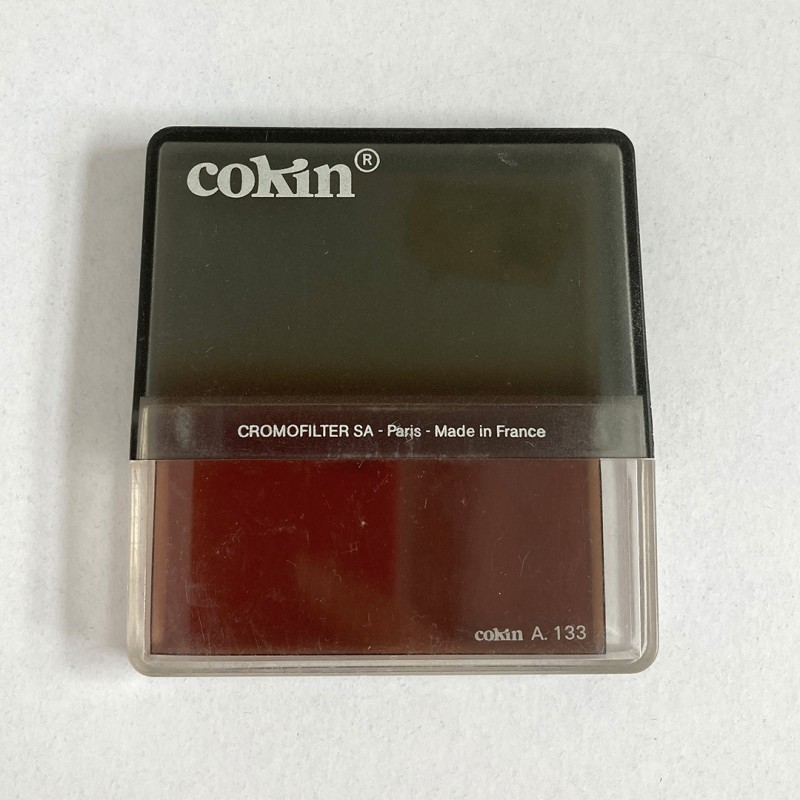 cokin®
CROMOFILTER SA - Paris - Made in France
cokin A. 133